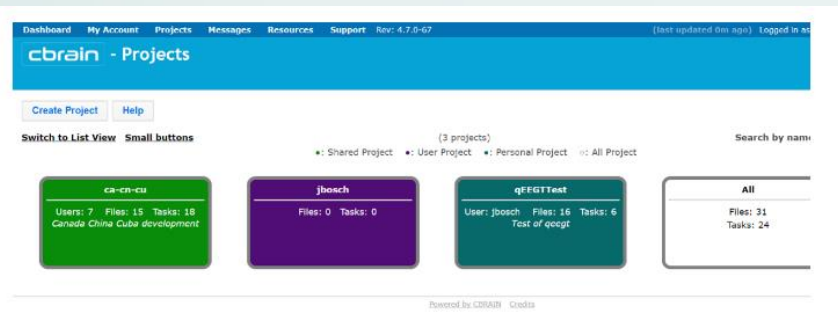 Dashboard My Account Projects Messages Resources Support Rev: 4.7.0-67 (last updated 0m ago) Logged in as
cbrain - Projects
Create Project Help
Switch to List View Small buttons (3 projects) Search by name
●: Shared Project ●: User Project ●: Personal Project ○: All Project
ca-cn-cu jbosch qEEGTTest All
Users: 7 Files: 15 Tasks: 18 Files: 0 Tasks: 0 User: jbosch Files: 16 Tasks: 6 Files: 31
Canada China Cuba development Test of qeegt Tasks: 24
Powered by CBRAIN Credits